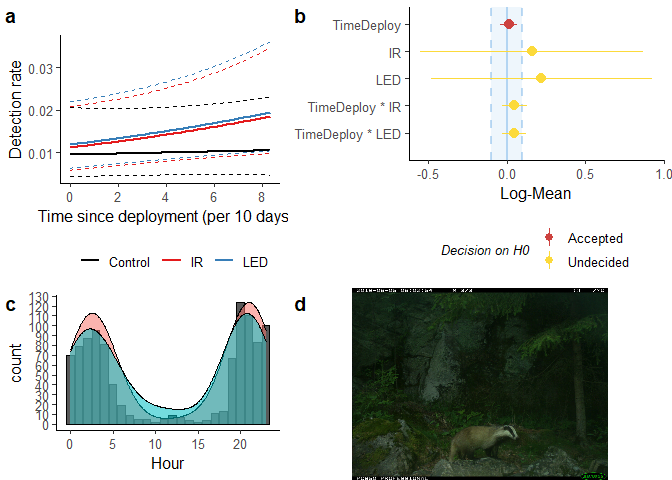 a
Detection rate
0.03
0.02
0.01
0 2 4 6 8
Time since deployment (per 10 days
Control IR LED
b
TimeDeploy
IR
LED
TimeDeploy * IR
TimeDeploy * LED
-0.5 0.0 0.5 1.0
Log-Mean
Decision on H0
Accepted
Undecided
c
count
130
120
110
100
90
80
70
60
50
40
30
20
10
0
0 5 10 15 20
Hour
d
PC850 PROFESSIONAL